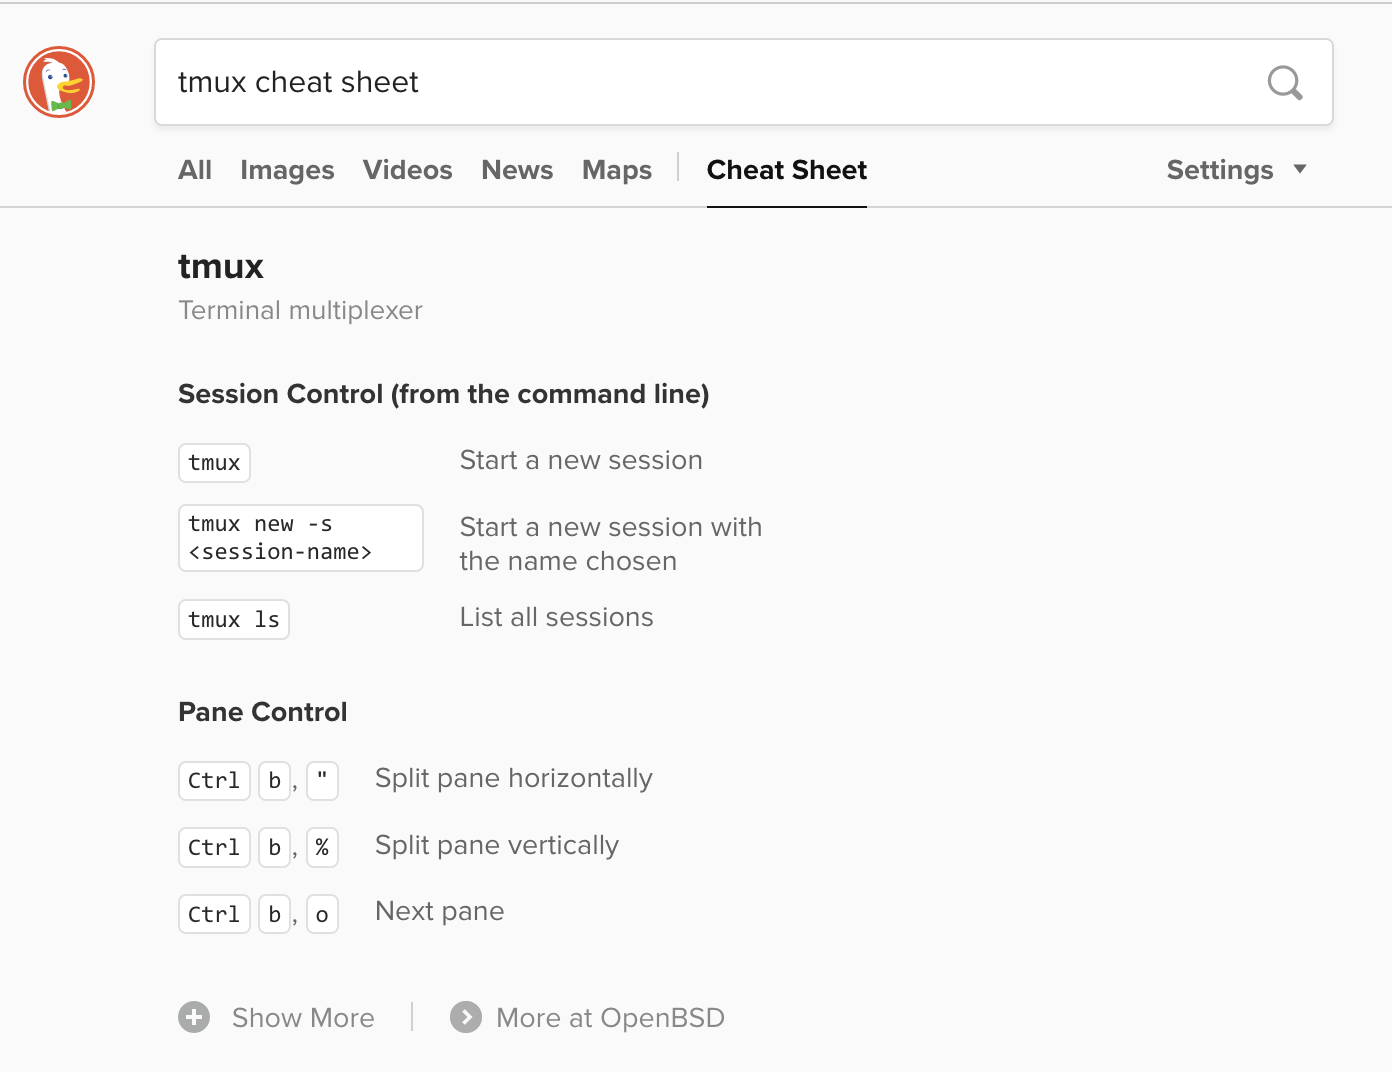 tmux cheat sheet
All Images Videos News Maps Cheat Sheet Settings
tmux
Terminal multiplexer
Session Control (from the command line)
tmux Start a new session
tmux new -s <session-name> Start a new session with
the name chosen
tmux ls List all sessions
Pane Control
Ctrl b, " Split pane horizontally
Ctrl b, % Split pane vertically
Ctrl b, o Next pane
Show More More at OpenBSD